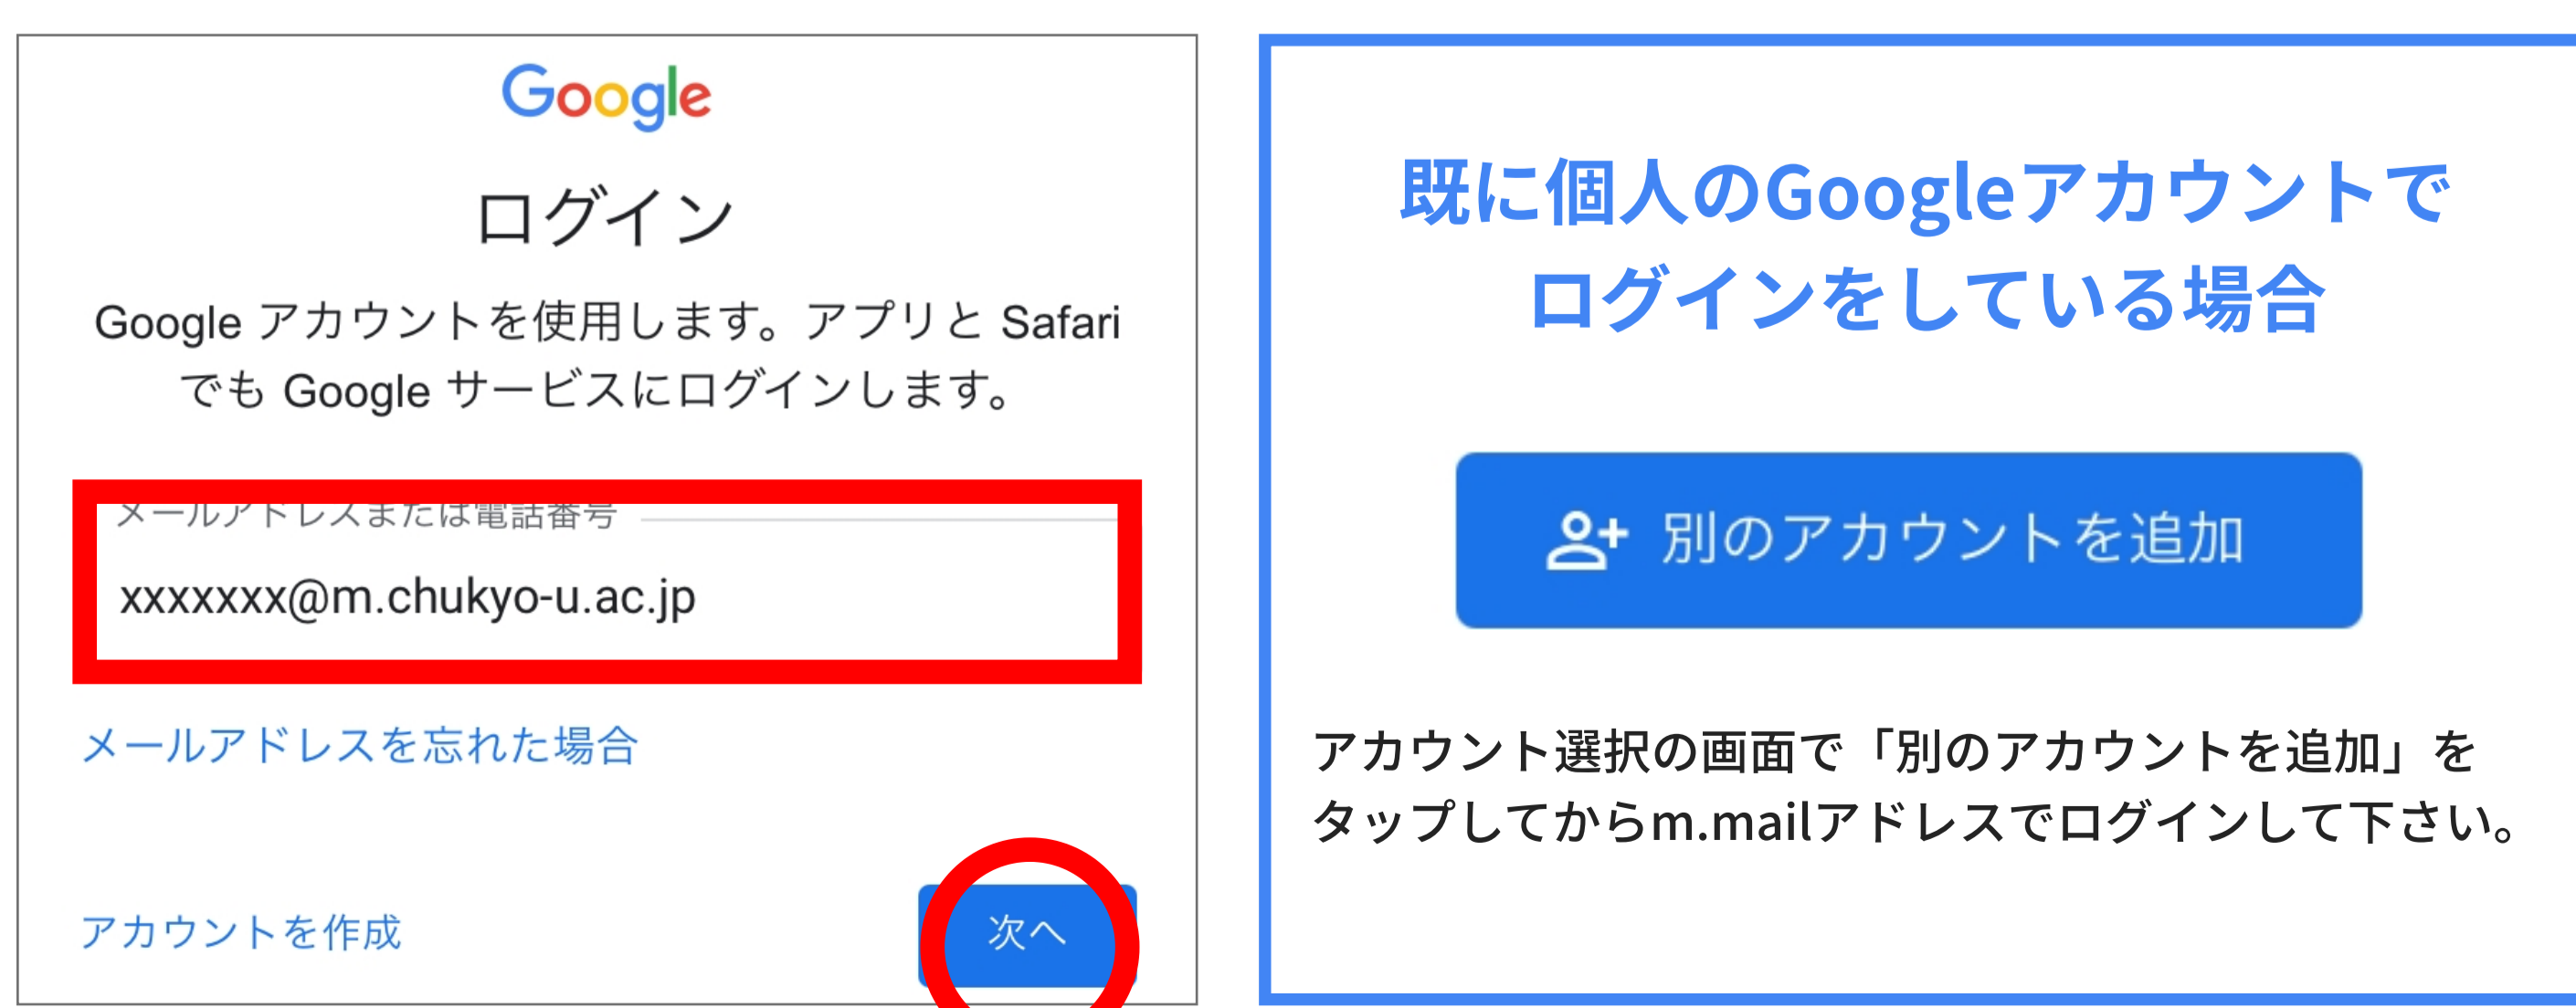 Google
ログイン
Google アカウントを使用します。アプリと Safari
でも Google サービスにログインします。
メールアドレスまたは電話番号
xxxxxxx@m.chukyo-u.ac.jp
メールアドレスを忘れた場合
アカウントを作成
次へ
既に個人のGoogleアカウントで
ログインをしている場合
別のアカウントを追加
アカウント選択の画面で「別のアカウントを追加」を
タップしてからm.mailアドレスでログインして下さい。